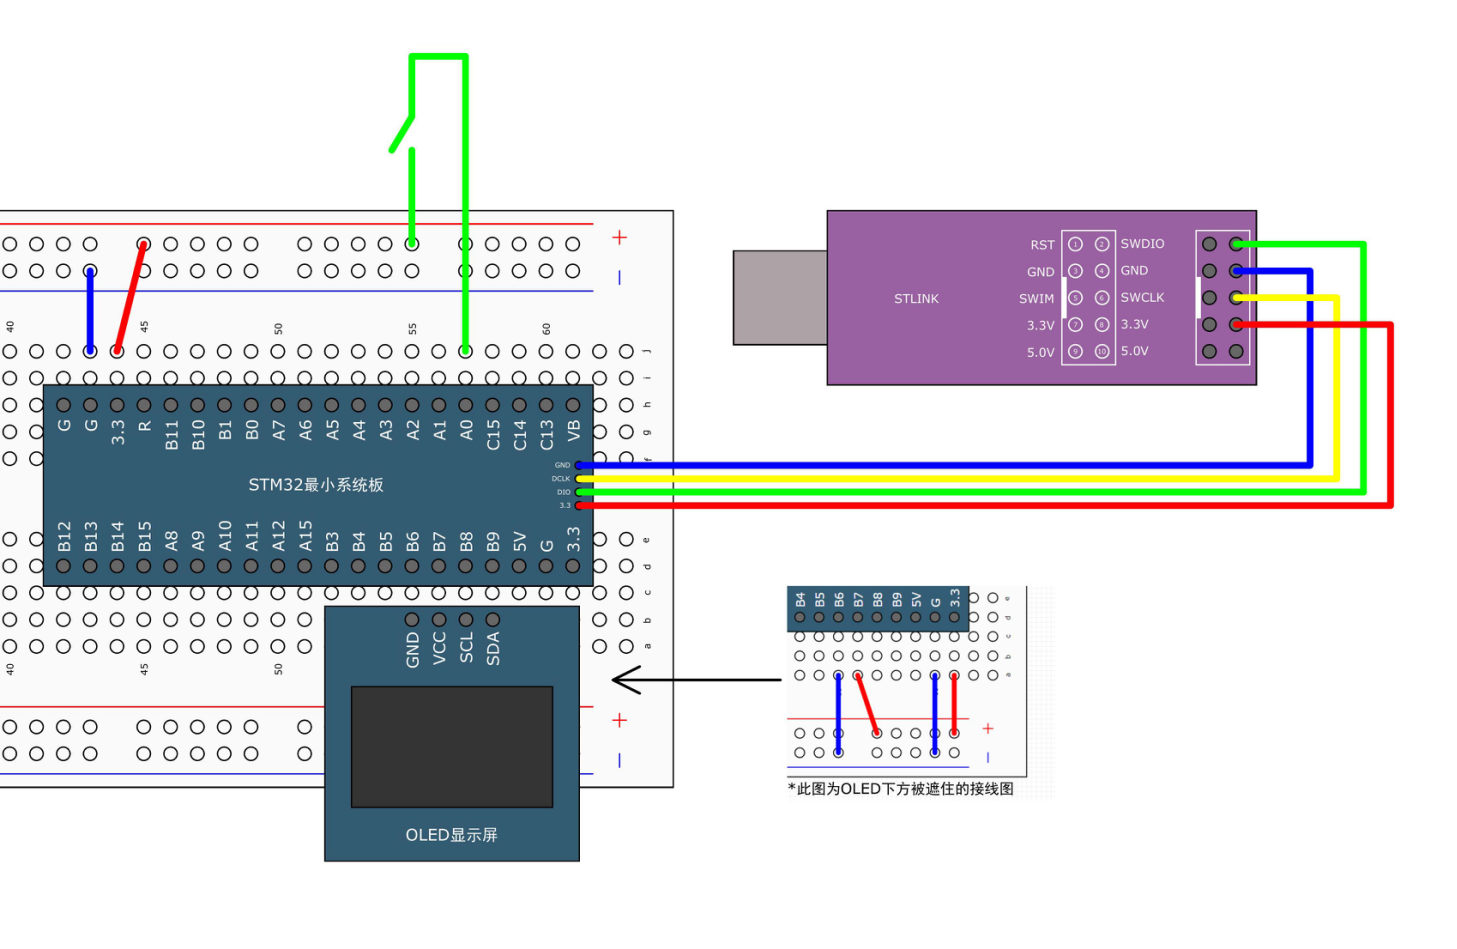 +
|
40
45
50
55
60
j
i
h
g
f
G G 3.3 R B11 B10 B1 B0 A7 A6 A5 A4 A3 A2 A1 A0 C15 C14 C13 VB
STM32最小系统板
GND
DCLK
DIO
3.3
B12 B13 B14 B15 A8 A9 A10 A11 A12 A15 B3 B4 B5 B6 B7 B8 B9 5V G 3.3
e
d
c
b
a
40
45
50
GND VCC SCL SDA
+
|
OLED显示屏
STLINK
RST 1 2 SWDIO
GND 3 4 GND
SWIM 5 6 SWCLK
3.3V 7 8 3.3V
5.0V 9 10 5.0V
B4 B5 B6 B7 B8 B9 5V G 3.3
e
d
c
b
a
+
|
*此图为OLED下方被遮住的接线图